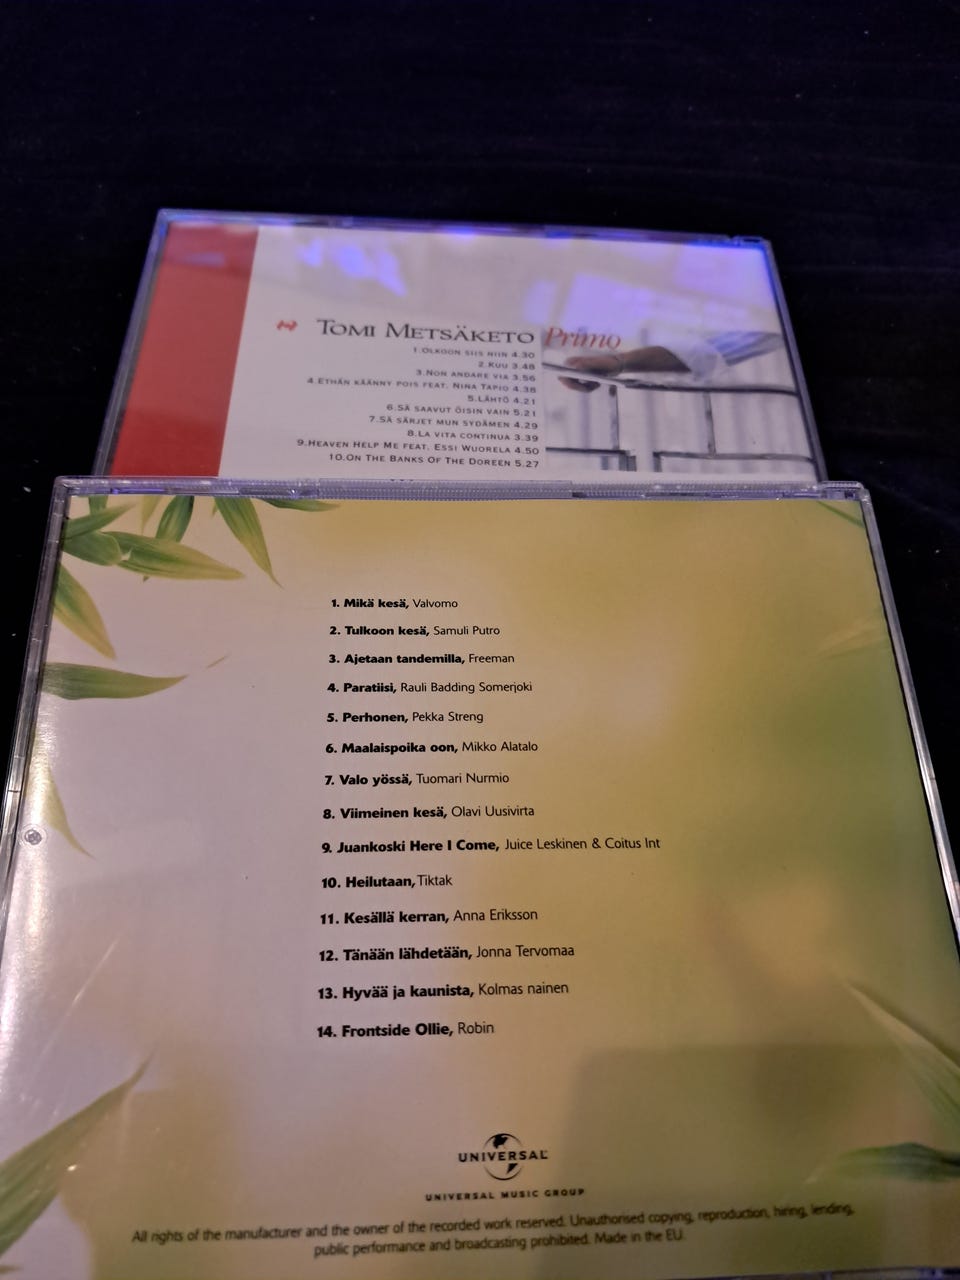 TOMI METSÄKETO Primo
1.OLKOON SIIS NIIN 4.30
2.KUU 3.48
3.NON ANDARE VIA 3.56
4.ETHÄN KÄÄNNY POIS FEAT. NINA TAPIO 4.38
5.LÄHTÖ 4.21
6.SÄ SAAVUT ÖISIN VAIN 5.21
7.SÄ SÄRJET MUN SYDÄMEN 4.29
8.LA VITA CONTINUA 3.39
9.HEAVEN HELP ME FEAT. ESSI WUORELA 4.50
10.ON THE BANKS OF THE DOREEN 5.27
1. Mikä kesä, Valvomo
2. Tulkoon kesä, Samuli Putro
3. Ajetaan tandemilla, Freeman
4. Paratiisi, Rauli Badding Somerjoki
5. Perhonen, Pekka Streng
6. Maalaispoika oon, Mikko Alatalo
7. Valo yössä, Tuomari Nurmio
8. Viimeinen kesä, Olavi Uusivirta
9. Juankoski Here I Come, Juice Leskinen & Coitus Int
10. Heilutaan, Tiktak
11. Kesällä kerran, Anna Eriksson
12. Tänään lähdetään, Jonna Tervomaa
13. Hyvää ja kaunista, Kolmas nainen
14. Frontside Ollie, Robin
UNIVERSAL
UNIVERSAL MUSIC GROUP
All rights of the manufacturer and the owner of the recorded work reserved. Unauthorised copying, reproduction, hiring, lending,
public performance and broadcasting prohibited. Made in the EU.